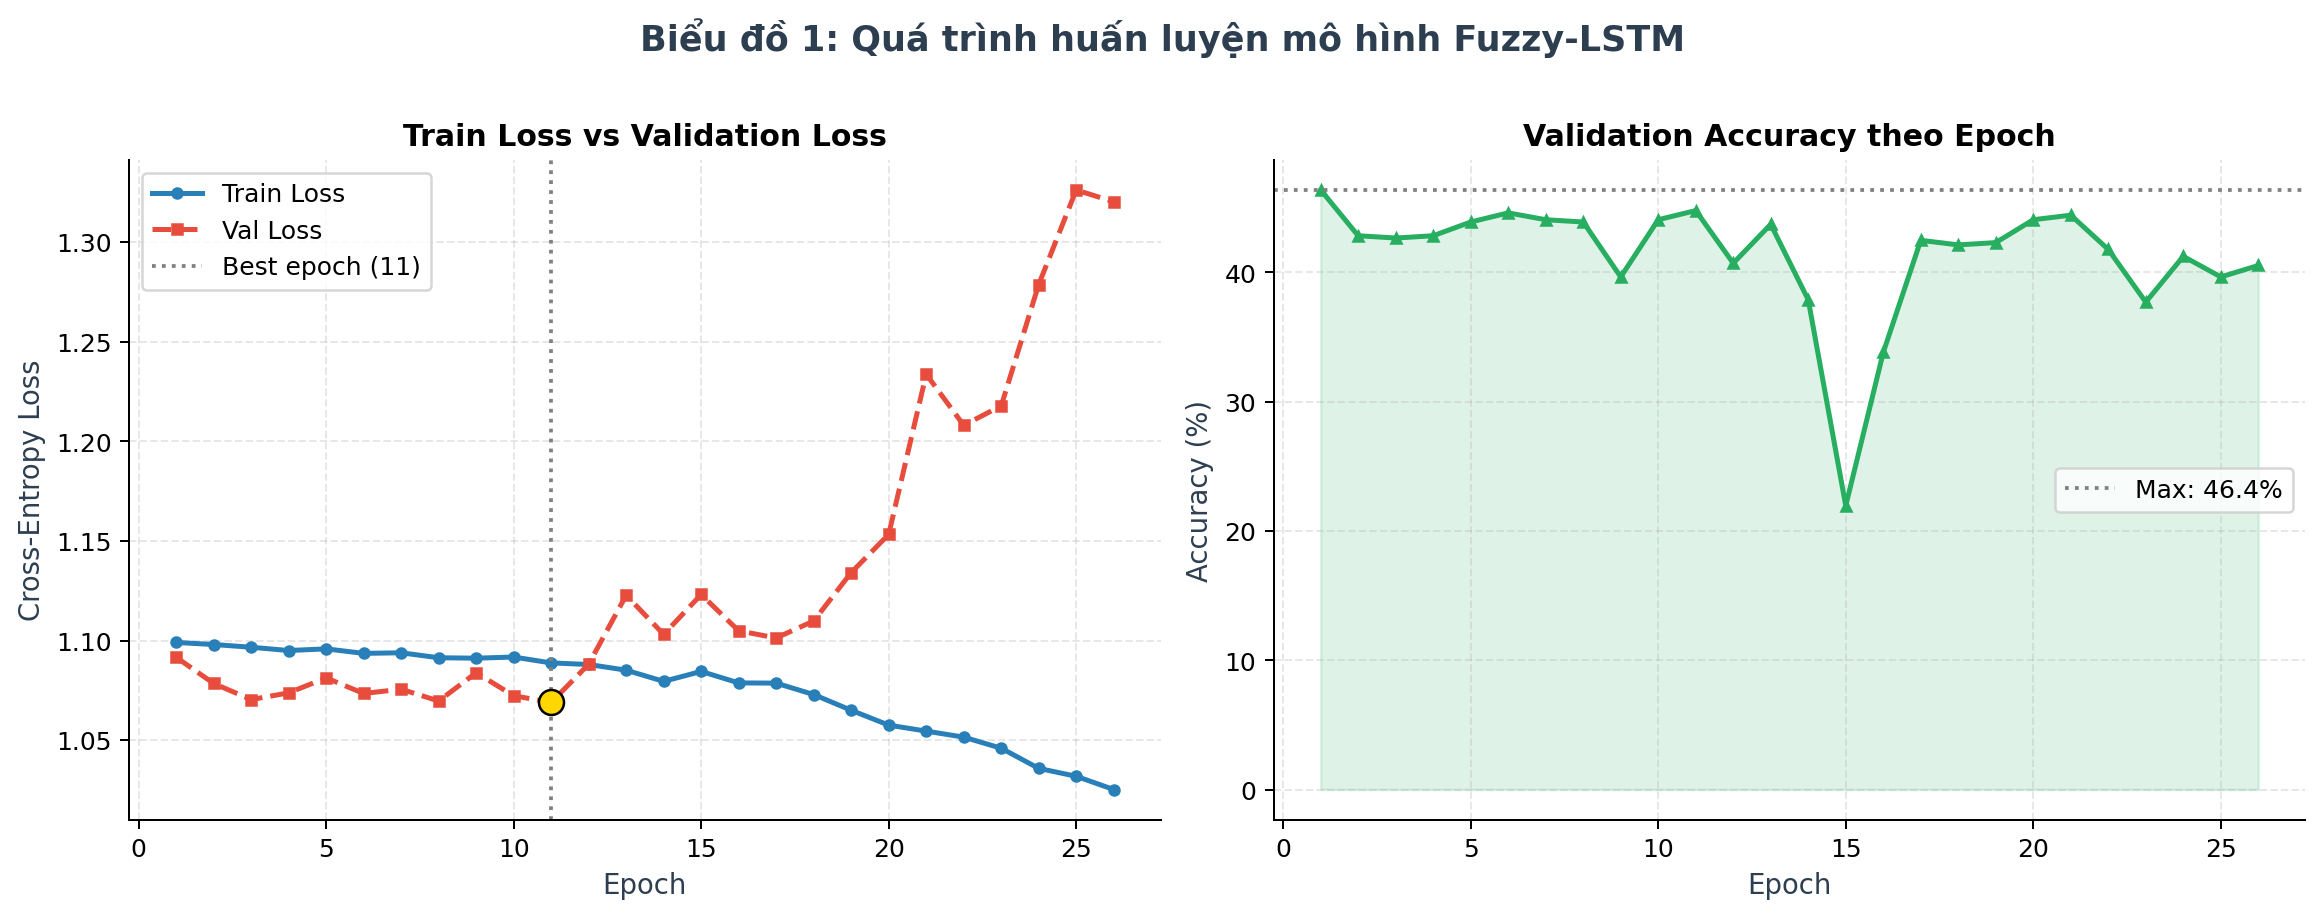 Biểu đồ 1: Quá trình huấn luyện mô hình Fuzzy-LSTM
Train Loss vs Validation Loss
Train Loss
Val Loss
Best epoch (11)
Cross-Entropy Loss
1.30
1.25
1.20
1.15
1.10
1.05
0 5 10 15 20 25
Epoch
Validation Accuracy theo Epoch
Accuracy (%)
40
30
20
10
0
Max: 46.4%
0 5 10 15 20 25
Epoch